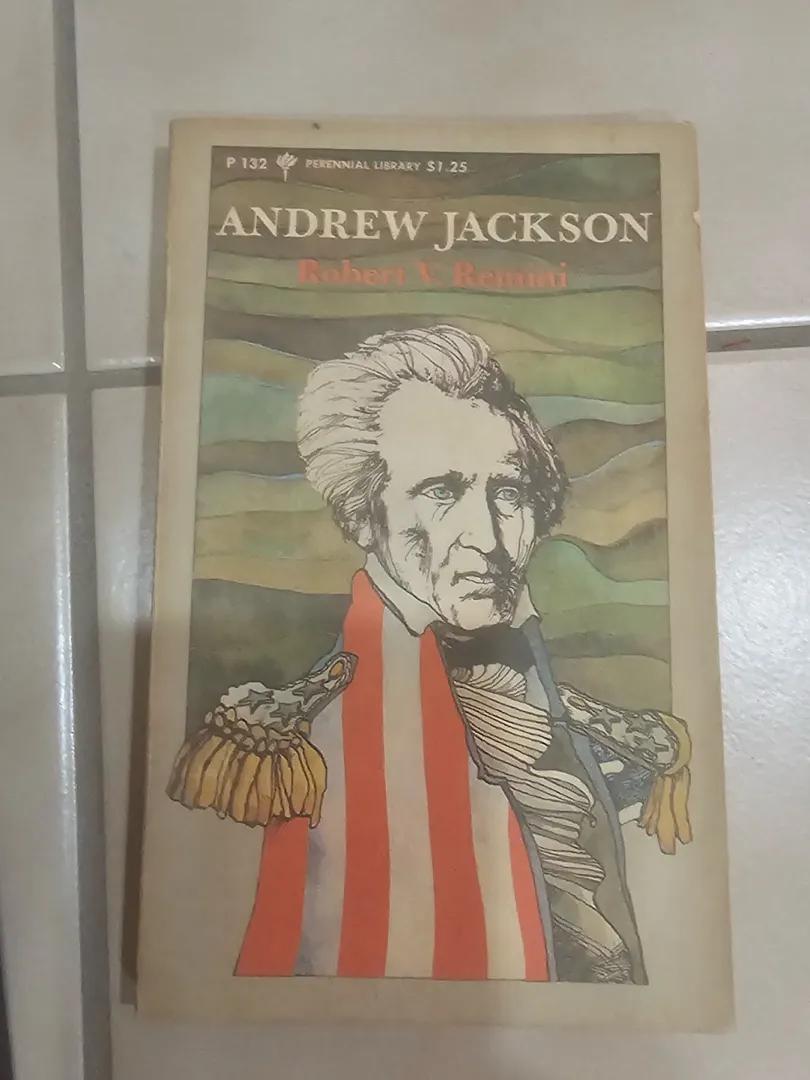 P 132 PERENNIAL LIBRARY $1.25
ANDREW JACKSON
Robert V. Remini